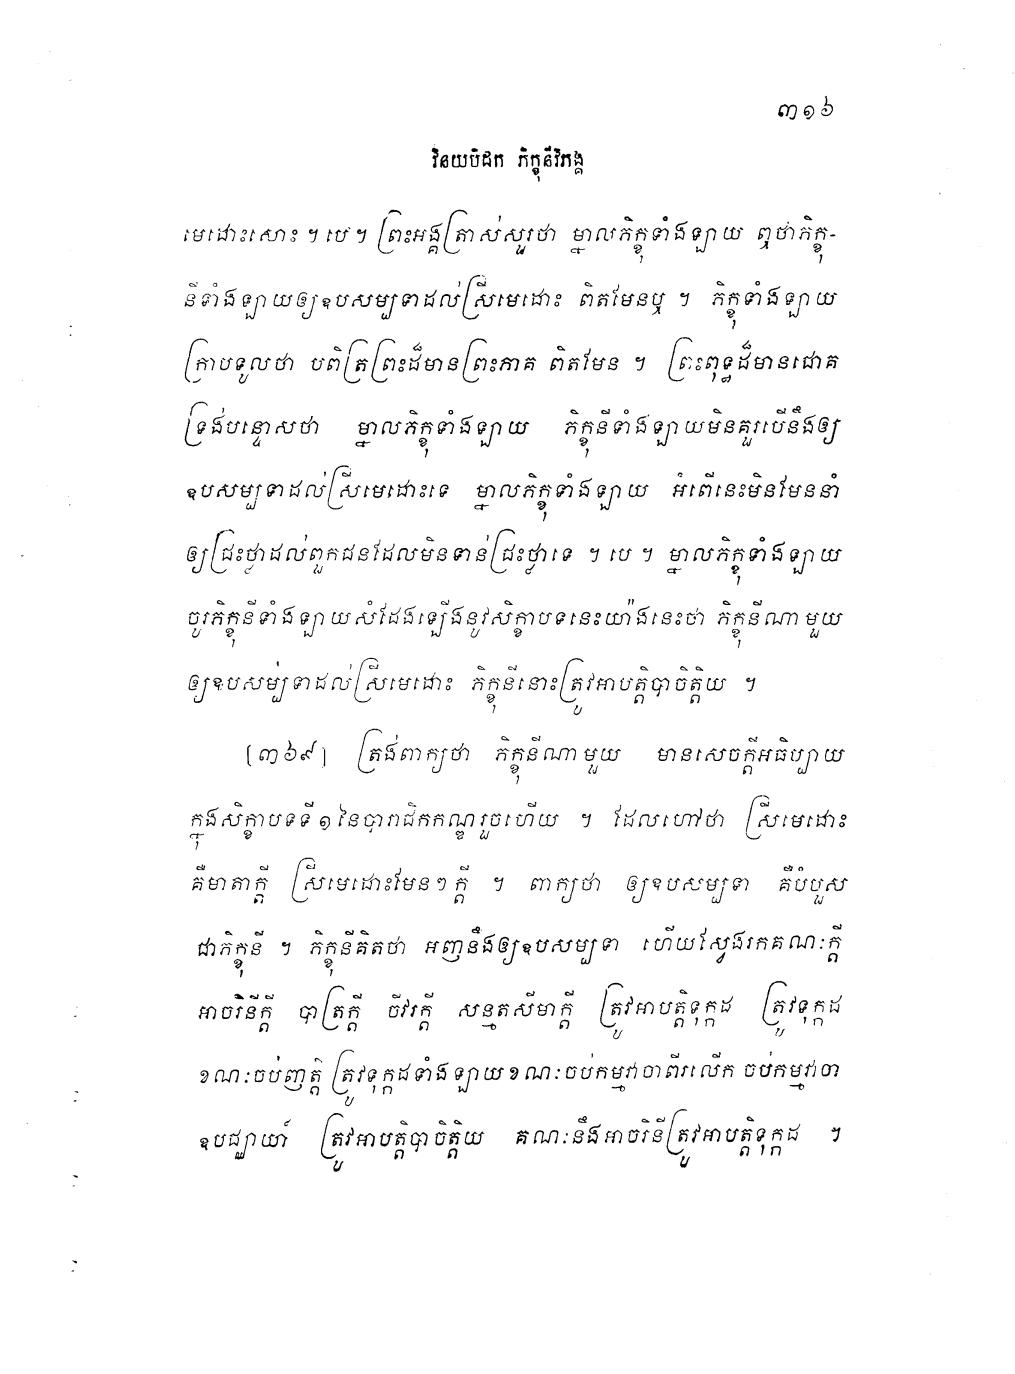 ៣១៦
វិនយបិដក ភិក្ខុនីវិភង្គ
មេដោះសោះ ។ បេ ។ ព្រះអង្គត្រាស់សួរថា ម្នាលភិក្ខុទាំងឡាយ ឮថាភិក្ខុ-
នីទាំងឡាយឲ្យឧបសម្បទាដល់ស្រីមេដោះ ពិតមែនឬ ។ ភិក្ខុទាំងឡាយ
ក្រាបទូលថា បពិត្រព្រះដ៏មានព្រះភាគ ពិតមែន ។ ព្រះពុទ្ធដ៏មានជោគ
ទ្រង់បន្ទោសថា ម្នាលភិក្ខុទាំងឡាយ ភិក្ខុនីទាំងឡាយមិនគួរបើនឹងឲ្យ
ឧបសម្បទាដល់ស្រីមេដោះទេ ម្នាលភិក្ខុទាំងឡាយ អំពើនេះមិនមែននាំ
ឲ្យជ្រះថ្លាដល់ពួកជនដែលមិនទាន់ជ្រះថ្លាទេ ។ បេ ។ ម្នាលភិក្ខុទាំងឡាយ
ចូរភិក្ខុនីទាំងឡាយសំដែងឡើងនូវសិក្ខាបទនេះយ៉ាងនេះថា ភិក្ខុនីណាមួយ
ឲ្យឧបសម្បទាដល់ស្រីមេដោះ ភិក្ខុនីនោះត្រូវអាបត្តិបាចិត្តិយ ។
[៣៦៩] ត្រង់ពាក្យថា ភិក្ខុនីណាមួយ មានសេចក្តីអធិប្បាយ
ក្នុងសិក្ខាបទទី១នៃបារាជិកកណ្ឌរួចហើយ ។ ដែលហៅថា ស្រីមេដោះ
គឺមាតាក្តី ស្រីមេដោះមែនៗក្តី ។ ពាក្យថា ឲ្យឧបសម្បទា គឺបំបួស
ជាភិក្ខុនី ។ ភិក្ខុនីគិតថា អញនឹងឲ្យឧបសម្បទា ហើយស្វែងរកគណៈក្តី
អាចរិនីក្តី បាត្រក្តី ចីវរក្តី សន្មតសីមាក្តី ត្រូវអាបត្តិទុក្កដ ត្រូវទុក្កដ
ខណៈចប់ញត្តិ ត្រូវទុក្កដទាំងឡាយខណៈចប់កម្មវាចាពីរលើក ចប់កម្មវាចា
ឧបជ្ឈាយា៍ ត្រូវអាបត្តិបាចិត្តិយ គណៈនឹងអាចរិនីត្រូវអាបត្តិទុក្កដ ។